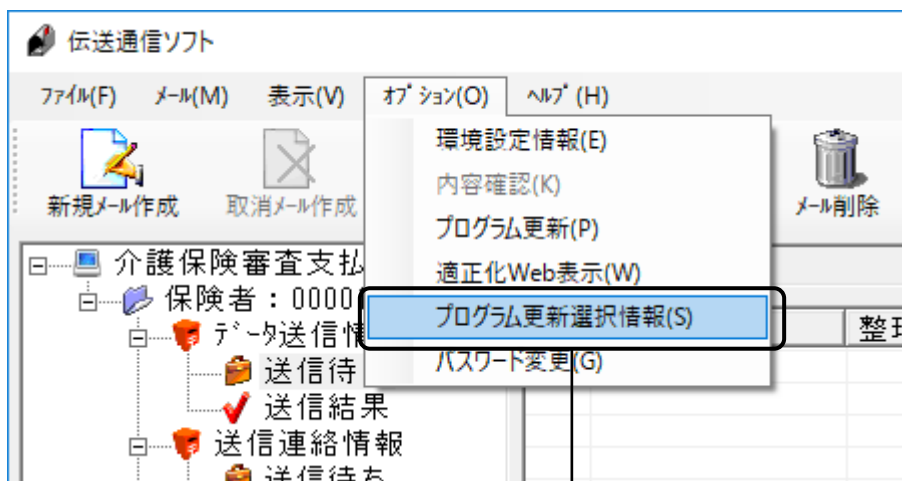 伝送通信ソフト
ファイル(F) メール(M) 表示(V) オプション(O) ヘルプ(H)
新規メール作成 取消メール作成 メール削除
環境設定情報(E)
内容確認(K)
プログラム更新(P)
適正化Web表示(W)
プログラム更新選択情報(S)
パスワード変更(G)
介護保険審査支払
保険者:0000
データ送信情
送信待
送信結果
送信連絡情報
送信待ち
整理